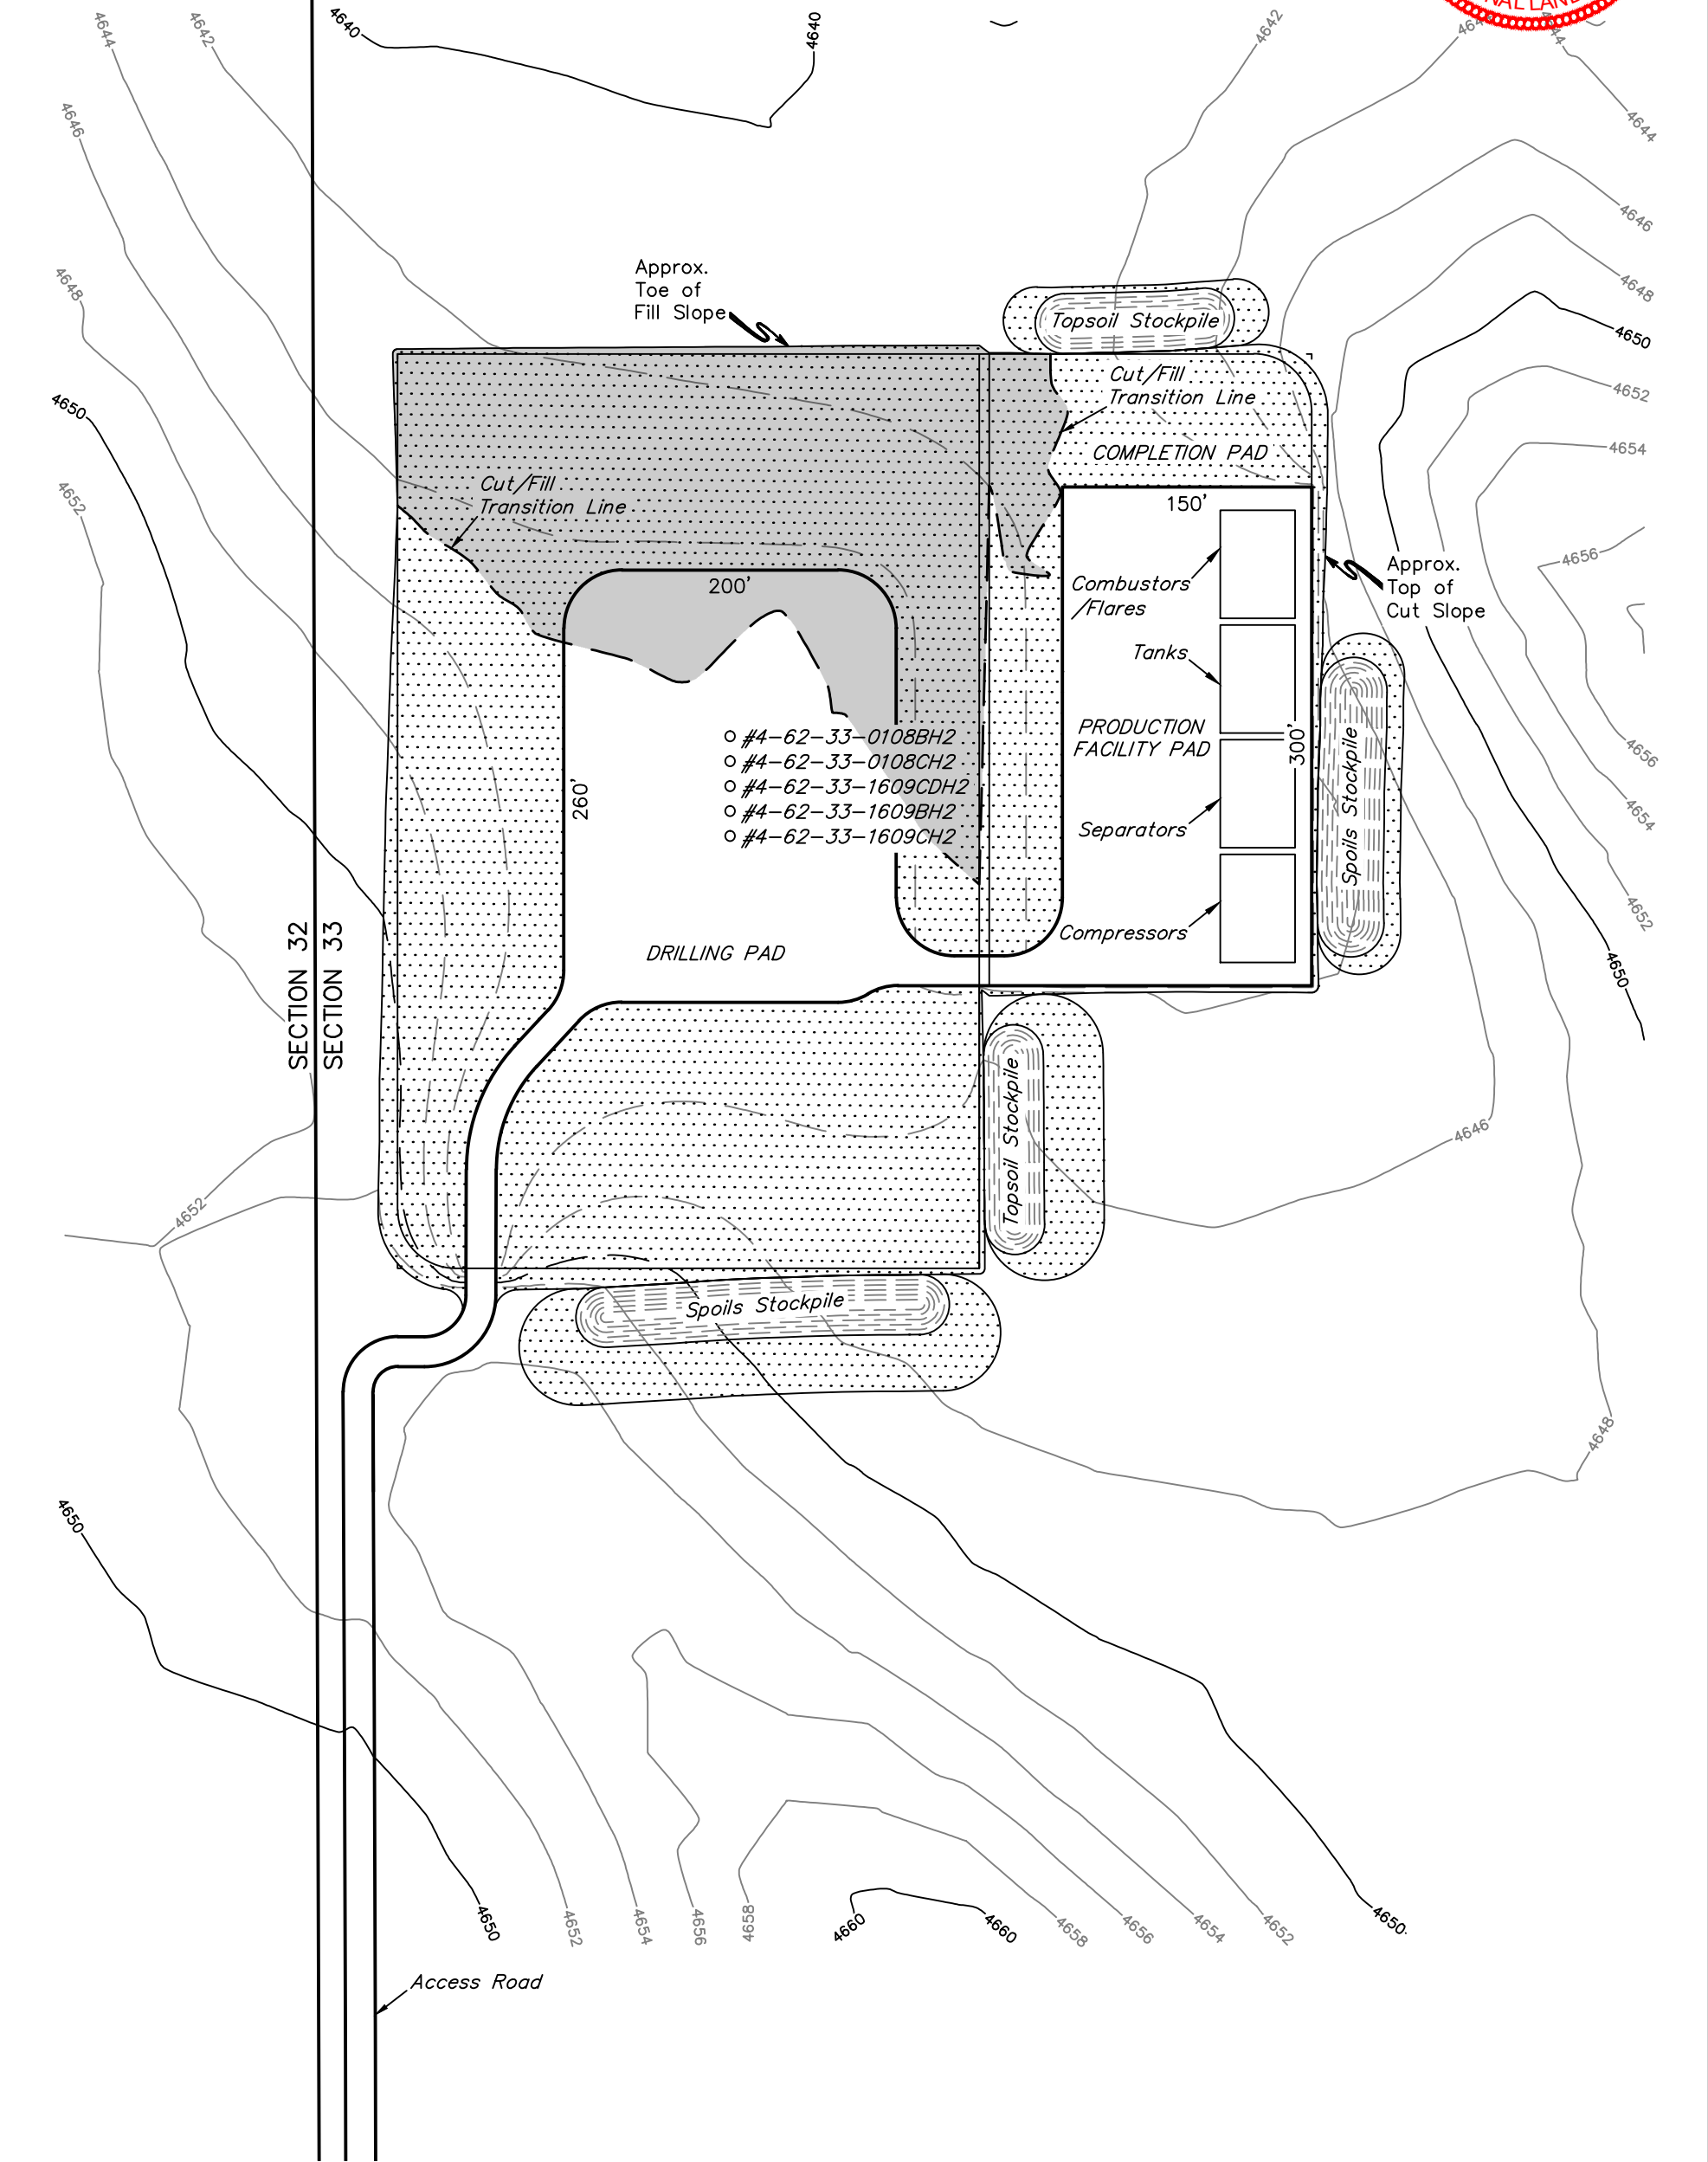 NAL LAN
4644
4642
4640
4640
4642
4644
4646
4644
4646
4648
4648
4650
4650
4652
4652
4654
4656
4656
4654
4652
4650
Approx.
Toe of
Fill Slope
Topsoil Stockpile
Cut/Fill
Transition Line
COMPLETION PAD
Cut/Fill
Transition Line
150'
200'
Combustors
/Flares
Approx.
Top of
Cut Slope
Tanks
PRODUCTION
FACILITY PAD
300'
Spoils Stockpile
#4-62-33-0108BH2
#4-62-33-0108CH2
#4-62-33-1609CDH2
#4-62-33-1609BH2
#4-62-33-1609CH2
260'
Separators
Compressors
DRILLING PAD
SECTION 32
SECTION 33
Topsoil Stockpile
4646
4652
Spoils Stockpile
4648
4650
4650
4652
4654
4656
4658
4660
4660
4658
4656
4654
4652
4650
Access Road